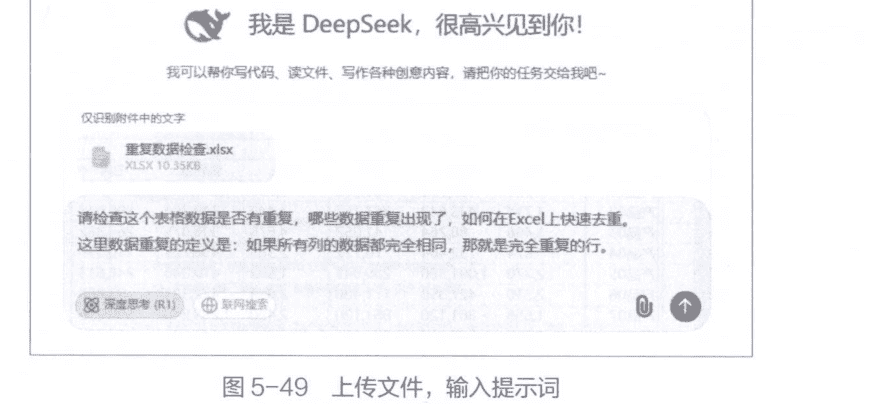 我是 DeepSeek，很高兴见到你！
我可以帮你写代码、读文件、写作各种创意内容，请把你的任务交给我吧~
仅识别附件中的文字
重复数据检查.xlsx
XLSX 10.35KB
请检查这个表格数据是否有重复，哪些数据重复出现了，如何在Excel上快速去重。
这里数据重复的定义是：如果所有列的数据都完全相同，那就是完全重复的行。
深度思考 (R1) 联网搜索
图 5-49 上传文件，输入提示词